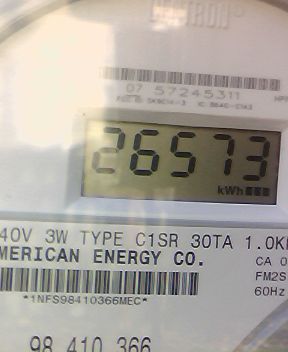 07 57245311
26573
kWh
40V 3W TYPE C1SR 30TA 1.0K
MERICAN ENERGY CO.
CA 0
FM2S
60Hz
*1NFS98410366MEC*
98 410 366